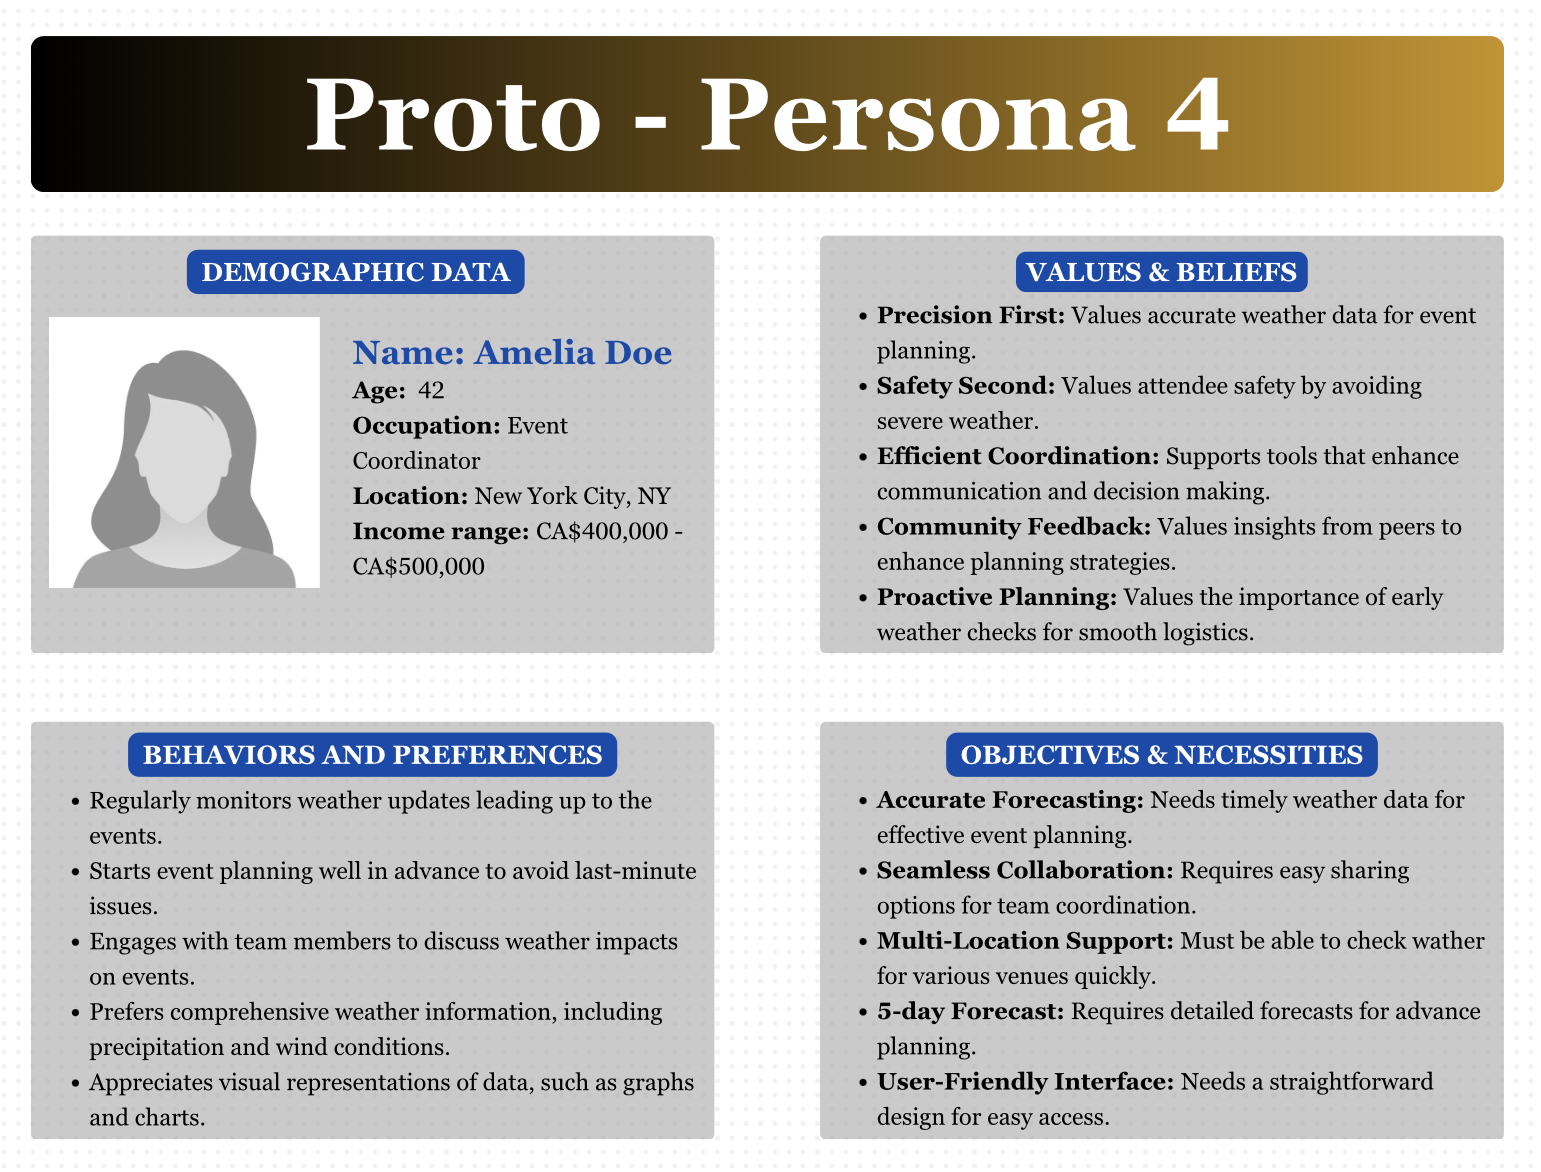 Proto - Persona 4
DEMOGRAPHIC DATA
Name: Amelia Doe
Age: 42
Occupation: Event
Coordinator
Location: New York City, NY
Income range: CA$400,000 -
CA$500,000
VALUES & BELIEFS
• Precision First: Values accurate weather data for event
planning.
• Safety Second: Values attendee safety by avoiding
severe weather.
• Efficient Coordination: Supports tools that enhance
communication and decision making.
• Community Feedback: Values insights from peers to
enhance planning strategies.
• Proactive Planning: Values the importance of early
weather checks for smooth logistics.
BEHAVIORS AND PREFERENCES
• Regularly monitors weather updates leading up to the
events.
• Starts event planning well in advance to avoid last-minute
issues.
• Engages with team members to discuss weather impacts
on events.
• Prefers comprehensive weather information, including
precipitation and wind conditions.
• Appreciates visual representations of data, such as graphs
and charts.
OBJECTIVES & NECESSITIES
• Accurate Forecasting: Needs timely weather data for
effective event planning.
• Seamless Collaboration: Requires easy sharing
options for team coordination.
• Multi-Location Support: Must be able to check wather
for various venues quickly.
• 5-day Forecast: Requires detailed forecasts for advance
planning.
• User-Friendly Interface: Needs a straightforward
design for easy access.